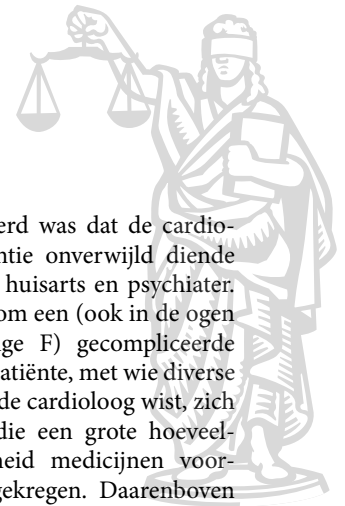 erd was dat de cardio-
ntie onverwijld diende
huisarts en psychiater.
om een (ook in de ogen
ge F) gecompliceerde
atiënte, met wie diverse
de cardioloog wist, zich
die een grote hoeveel-
heid medicijnen voor-
gekregen. Daarenboven